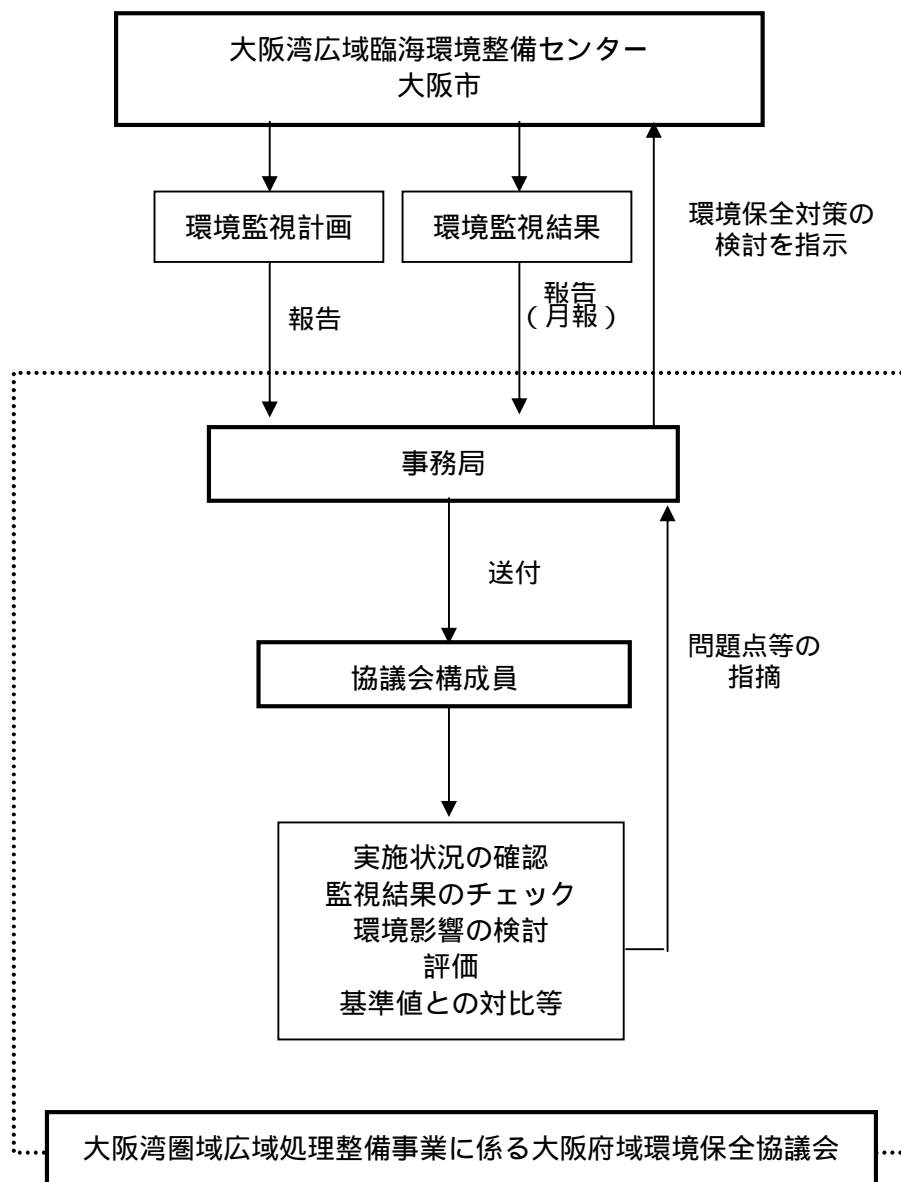 大阪湾広域臨海環境整備センター
大阪市
環境監視計画
環境監視結果
環境保全対策の
検討を指示
報告
報告
(月報)
事務局
送付
協議会構成員
問題点等の
指摘
実施状況の確認
監視結果のチェック
環境影響の検討
評価
基準値との対比等
大阪湾圏域広域処理整備事業に係る大阪府域環境保全協議会